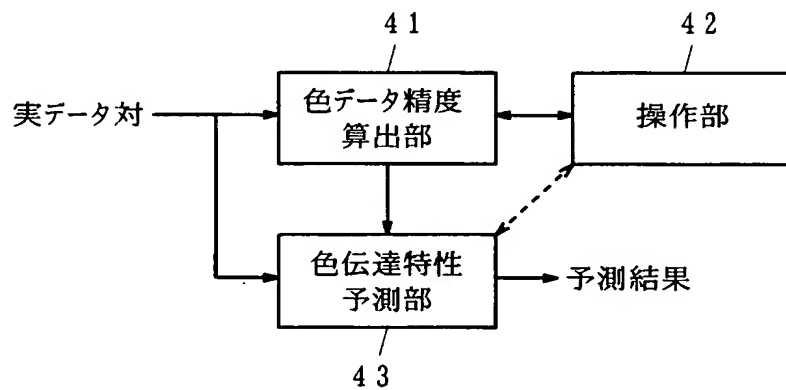 41
42
実データ対
色データ精度
算出部
操作部
色伝達特性
予測部
予測結果
43